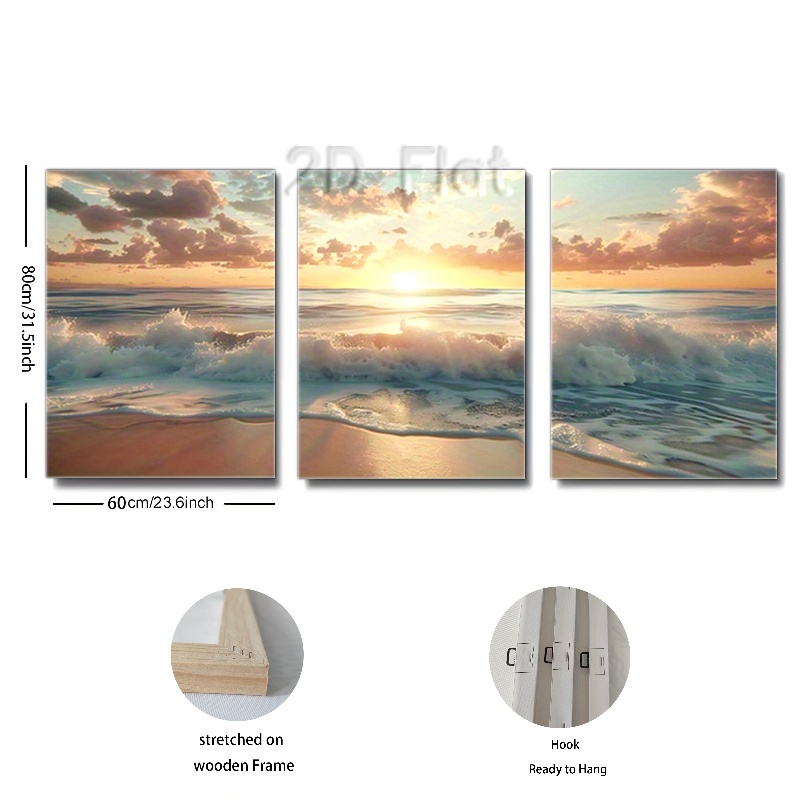 2D Flat
80cm/31.5inch
60cm/23.6inch
stretched on
wooden Frame
Hook
Ready to Hang